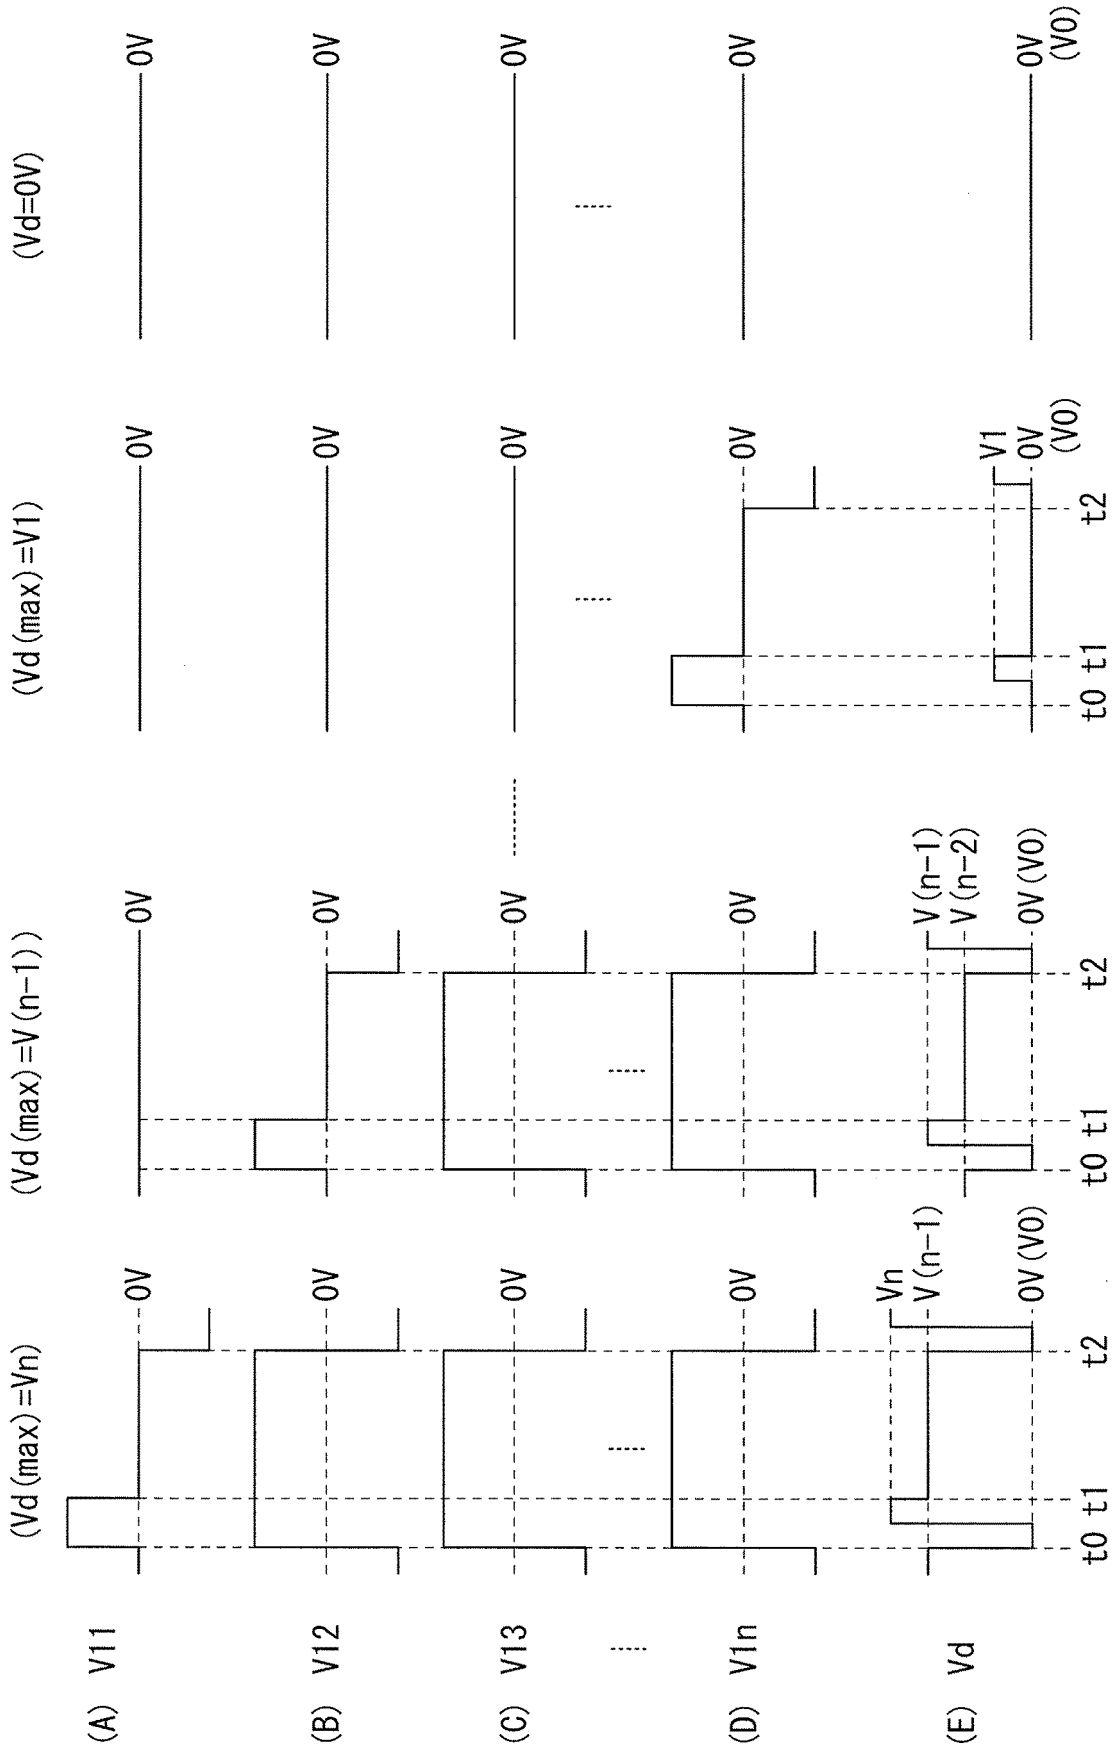 (Vd(max)=Vn) (Vd(max)=V(n-1)) (Vd(max)=V1) (Vd=0V)
(A) V11 0V 0V 0V 0V
(B) V12 0V 0V 0V 0V
(C) V13 0V 0V 0V 0V
(D) V1n 0V 0V 0V 0V
Vn
V(n-1) V(n-1)
(E) Vd V(n-2) V1
0V(V0) 0V(V0) 0V 0V
(V0) (V0)
t0 t1 t2 t0 t1 t2 t0 t1 t2